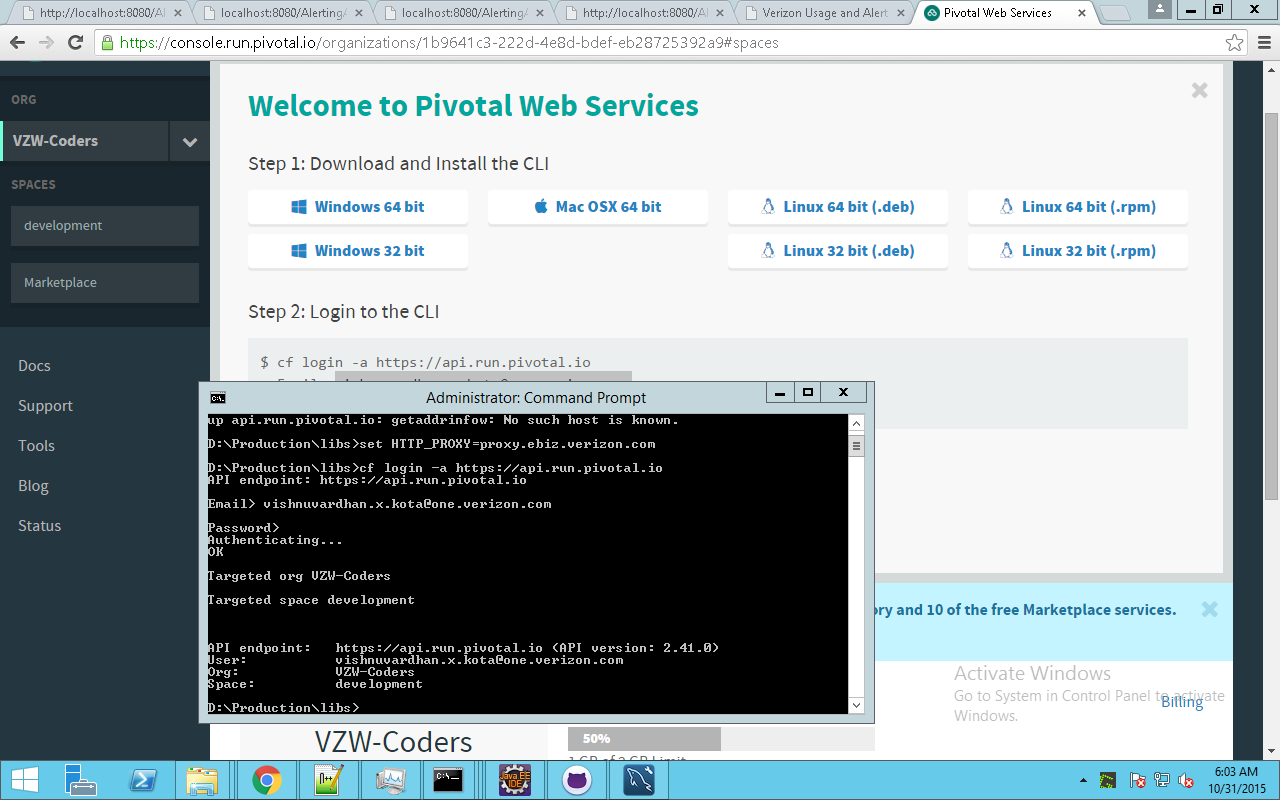 http://localhost:8080/Al
localhost:8080/Alerting
localhost:8080/Alerting
http://localhost:8080/Al
Verizon Usage and Alert
Pivotal Web Services
https://console.run.pivotal.io/organizations/1b9641c3-222d-4e8d-bdef-eb28725392a9#spaces
ORG
VZW-Coders
SPACES
development
Marketplace
Docs
Support
Tools
Blog
Status
Welcome to Pivotal Web Services
Step 1: Download and Install the CLI
Windows 64 bit
Mac OSX 64 bit
Linux 64 bit (.deb)
Linux 64 bit (.rpm)
Windows 32 bit
Linux 32 bit (.deb)
Linux 32 bit (.rpm)
Step 2: Login to the CLI
$ cf login -a https://api.run.pivotal.io
Administrator: Command Prompt
up api.run.pivotal.io: getaddrinfow: No such host is known.
D:\Production\libs>set HTTP_PROXY=proxy.ebiz.verizon.com
D:\Production\libs>cf login -a https://api.run.pivotal.io
API endpoint: https://api.run.pivotal.io
Email> vishnuvardhan.x.kota@one.verizon.com
Password>
Authenticating...
OK
Targeted org VZW-Coders
Targeted space development
API endpoint: https://api.run.pivotal.io (API version: 2.41.0)
User: vishnuvardhan.x.kota@one.verizon.com
Org: VZW-Coders
Space: development
D:\Production\libs>
ory and 10 of the free Marketplace services.
Activate Windows
Go to System in Control Panel to activate
Windows.
Billing
VZW-Coders
50%
1 GB of 2 GB Limit
Java EE
IDE
6:03 AM
10/31/2015